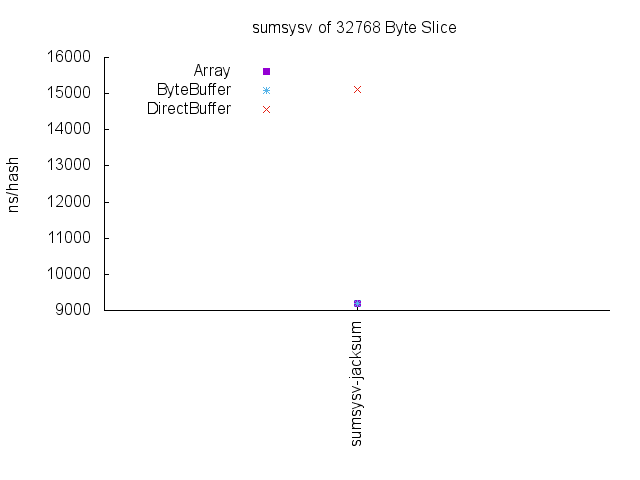 sumsysv of 32768 Byte Slice
16000
15000
14000
13000
12000
11000
10000
9000
ns/hash
Array
ByteBuffer
DirectBuffer
sumsysv-jacksum